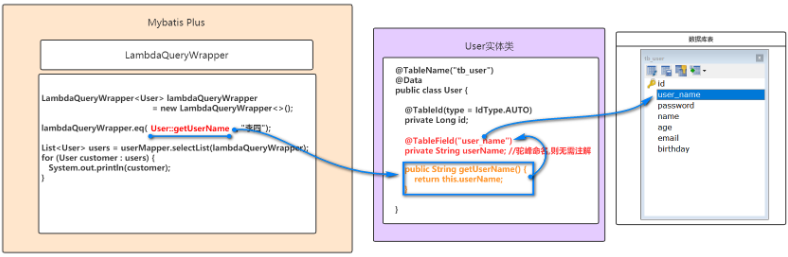 Mybatis Plus
LambdaQueryWrapper
LambdaQueryWrapper<User> lambdaQueryWrapper
= new LambdaQueryWrapper<>();
lambdaQueryWrapper.eq( User::getUserName , "李四");
List<User> users = userMapper.selectList(lambdaQueryWrapper);
for (User customer : users) {
System.out.println(customer);
}
User实体类
@TableName("tb_user")
@Data
public class User {
@TableId(type = IdType.AUTO)
private Long id;
@TableField("user_name")
private String userName; //驼峰命名,则无需注解
public String getUserName() {
return this.userName;
}
}
数据库表
tb_user
id
user_name
password
name
age
email
birthday